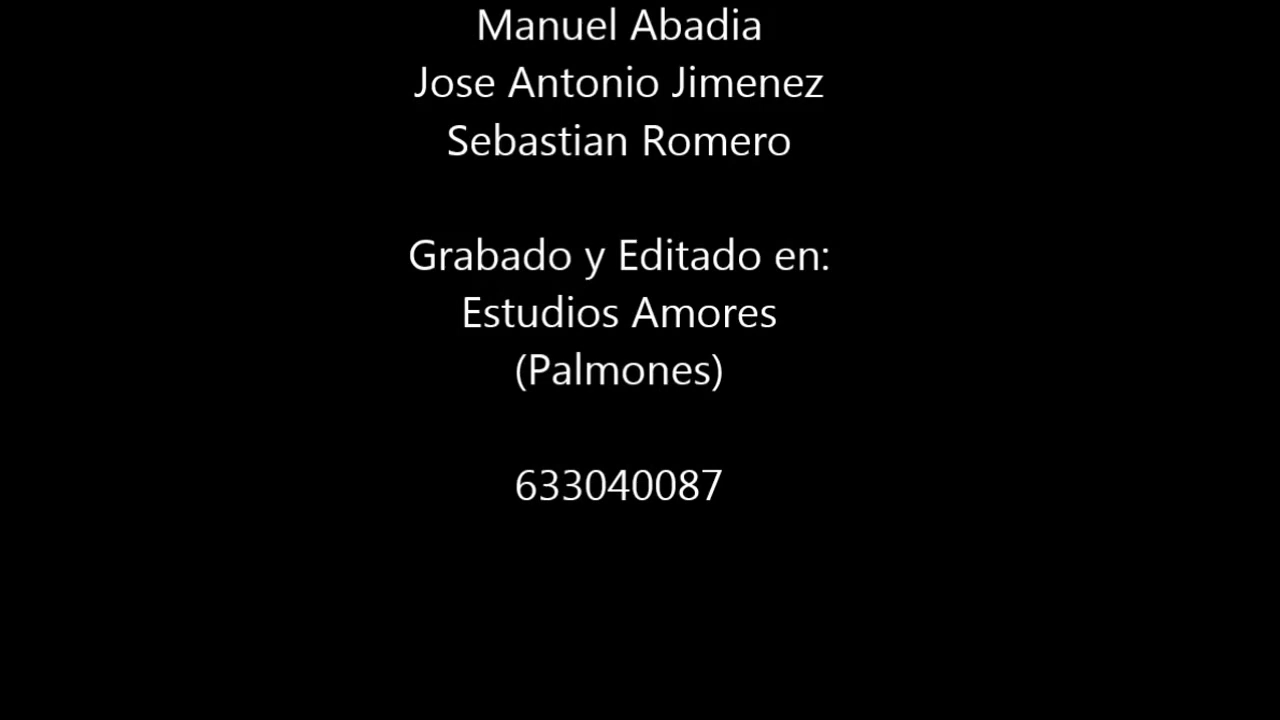 Manuel Abadia
Jose Antonio Jimenez
Sebastian Romero
Grabado y Editado en:
Estudios Amores
(Palmones)
633040087